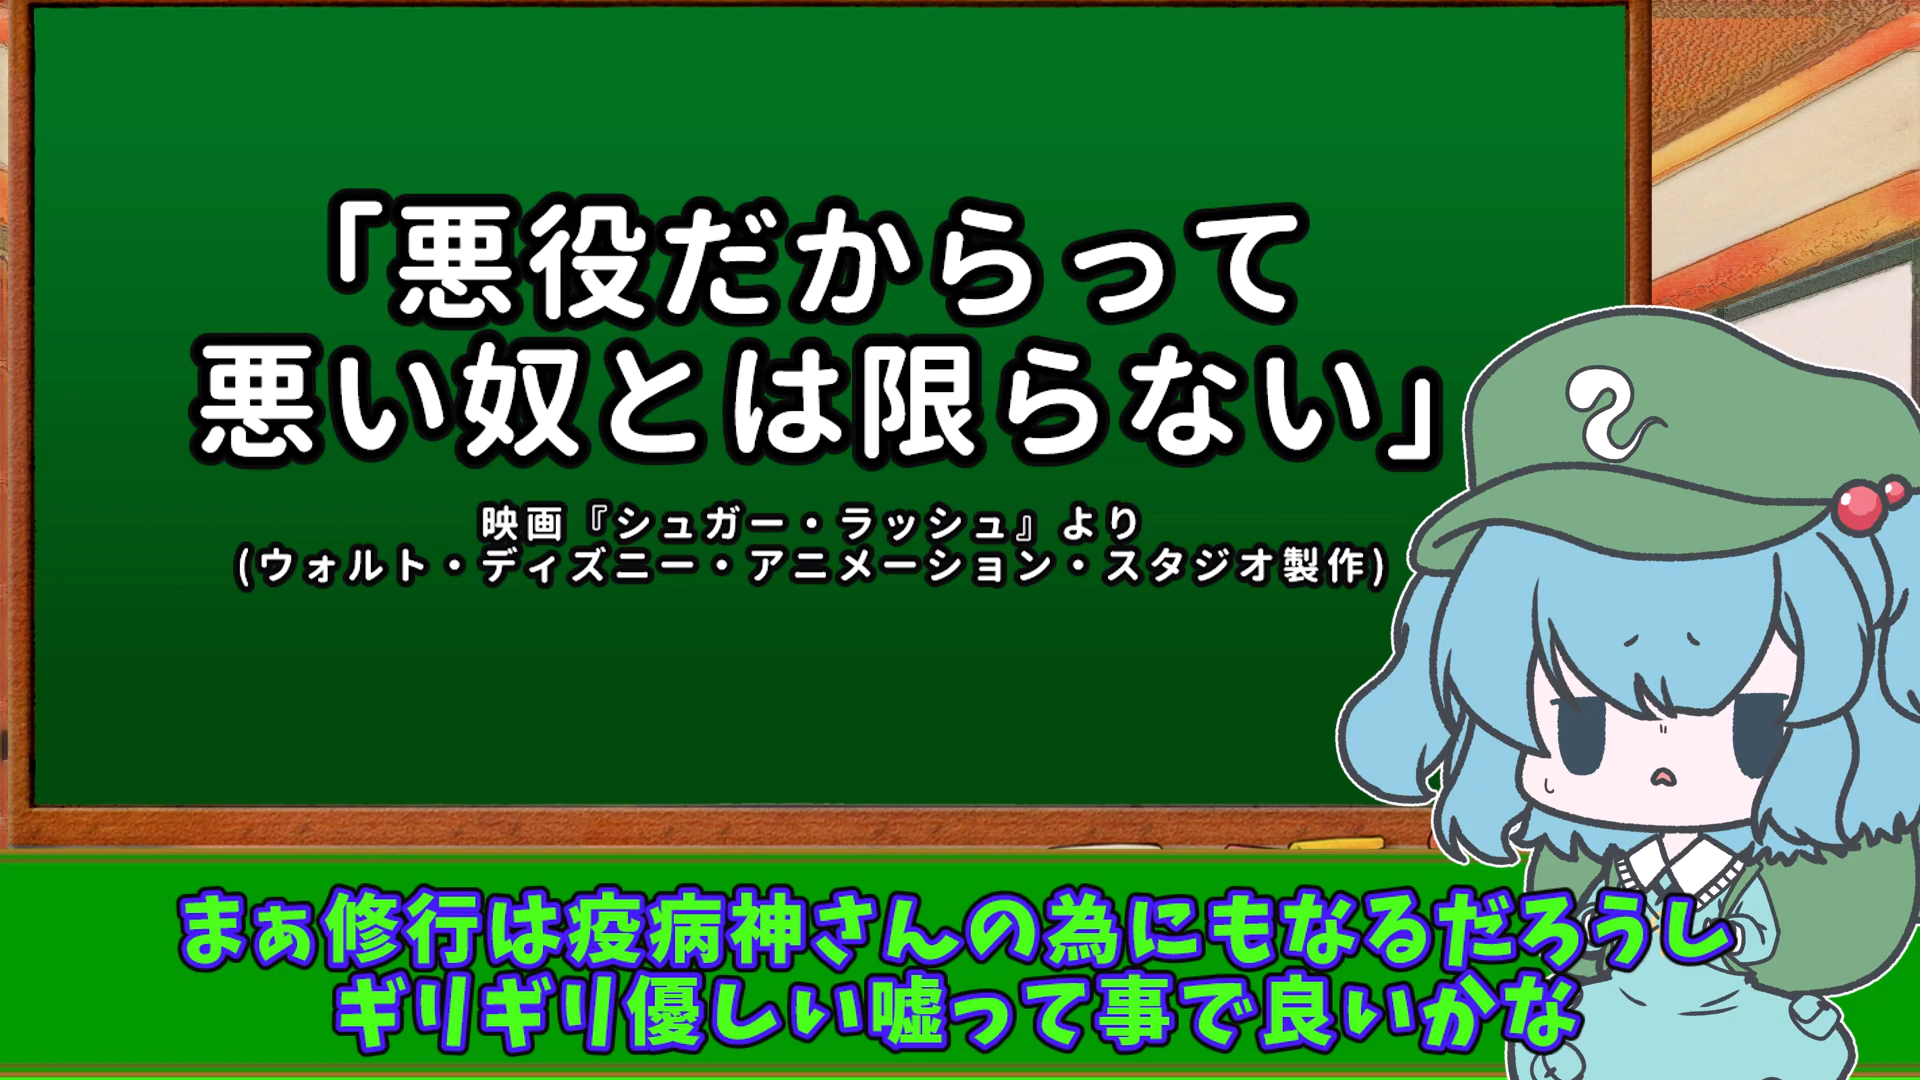 「悪役だからって
悪い奴とは限らない」
映画『シュガー・ラッシュ』より
(ウォルト・ディズニー・アニメーション・スタジオ製作)
まぁ修行は疫病神さんの為にもなるだろうし
ギリギリ優しい嘘って事で良いかな